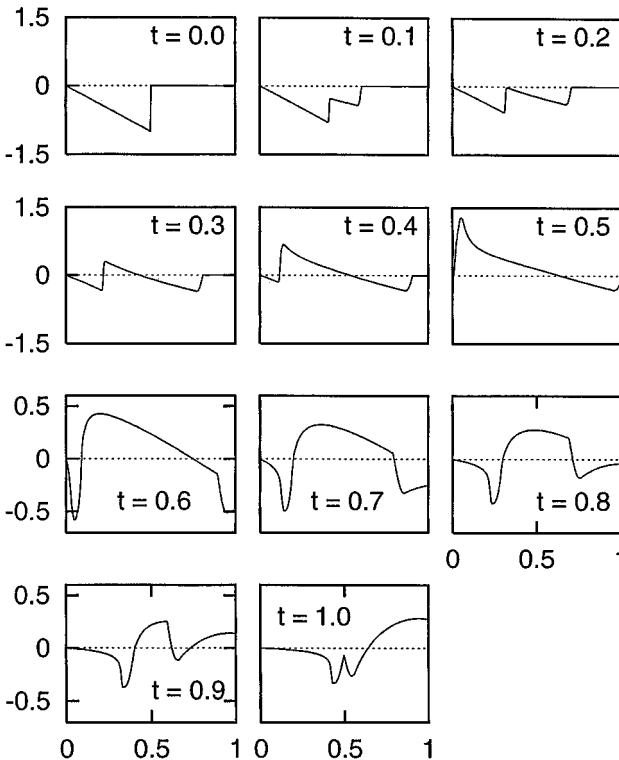 1.5
0
-1.5
t = 0.0
t = 0.1
t = 0.2
1.5
0
-1.5
t = 0.3
t = 0.4
t = 0.5
0.5
0
-0.5
t = 0.6
t = 0.7
t = 0.8
0 0.5 1
0.5
0
-0.5
t = 0.9
t = 1.0
0 0.5 1
0 0.5 1